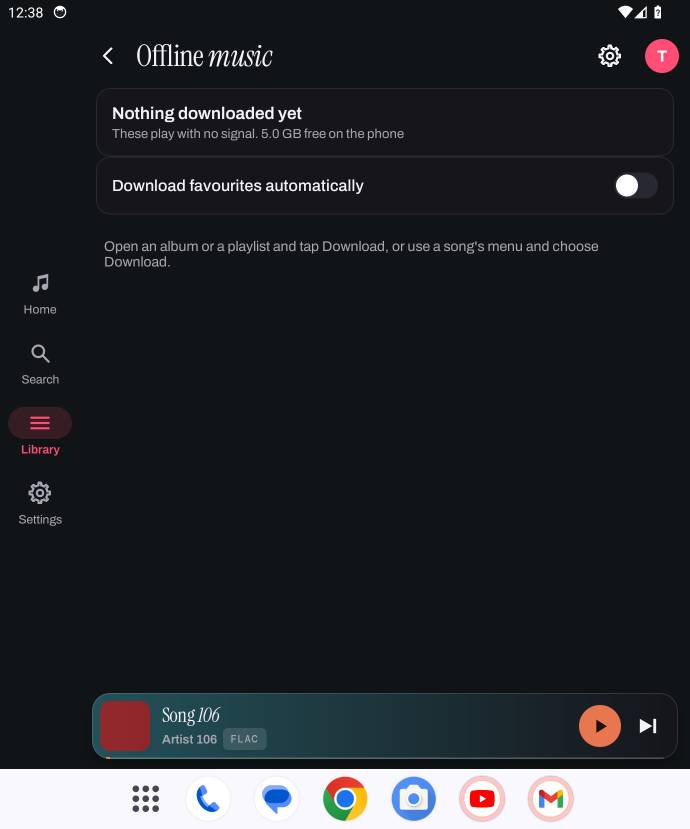 12:38
Offline music
T
Nothing downloaded yet
These play with no signal. 5.0 GB free on the phone
Download favourites automatically
Open an album or a playlist and tap Download, or use a song's menu and choose
Download.
Home
Search
Library
Settings
Song 106
Artist 106 FLAC